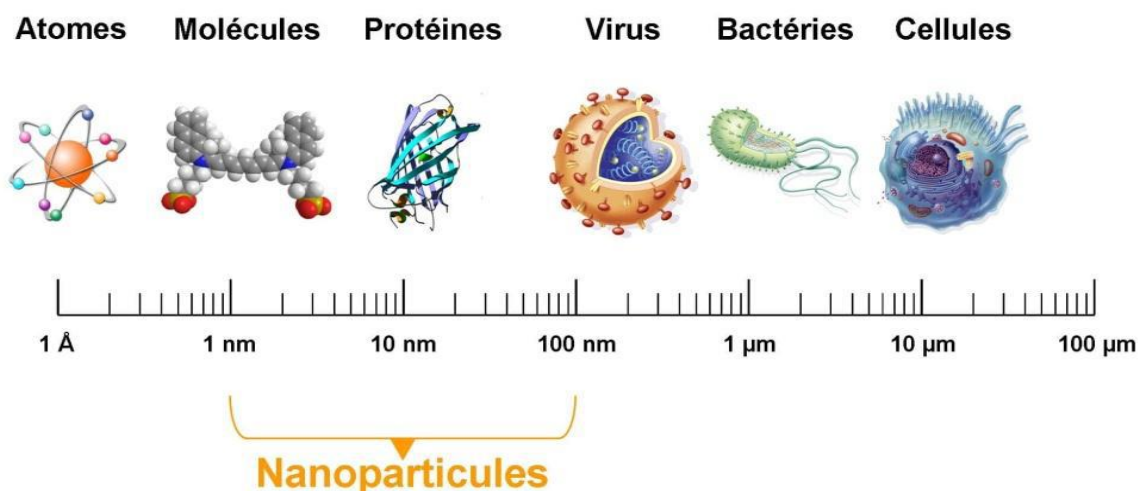 Atomes Molécules Protéines Virus Bactéries Cellules
1 Å 1 nm 10 nm 100 nm 1 µm 10 µm 100 µm
Nanoparticules